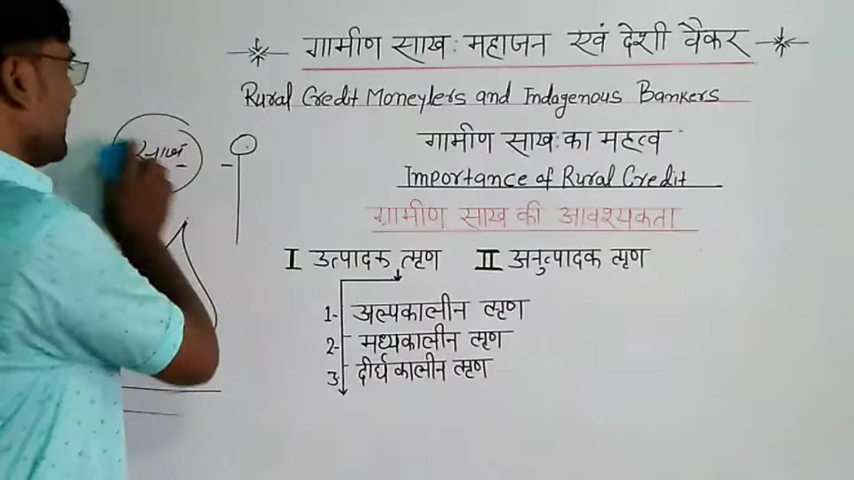 ग्रामीण साख : महाजन एवं देशी बैंकर
Rural Credit Moneylers and Indagenous Bankers
ग्रामीण साख : का महत्व
Importance of Rural Credit
ग्रामीण साख की आवश्यकता
I उत्पादक ऋण II अनुत्पादक ऋण
1- अल्पकालीन ऋण
2- मध्यकालीन ऋण
3- दीर्घकालीन ऋण
साख